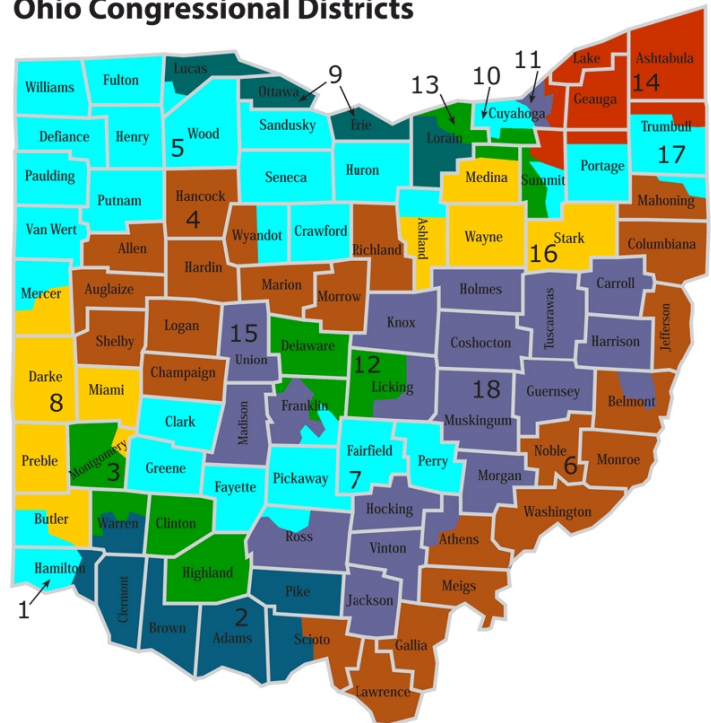 Ohio Congressional Districts
11
9
13
10
Lucas
Lake
Ashtabula
14
Williams
Fulton
Ottawa
Geauga
Cuyahoga
Erie
Lorain
Defiance
Henry
5
Wood
Sandusky
Trumbull
17
Paulding
Putnam
Seneca
Huron
Medina
Summit
Portage
Hancock
4
Mahoning
Van Wert
Allen
Wyandot
Crawford
Richland
Ashland
Wayne
16
Stark
Columbiana
Mercer
Auglaize
Hardin
Marion
Morrow
Holmes
Tuscarawas
Carroll
Jefferson
Shelby
Logan
15
Union
Delaware
Knox
Coshocton
Harrison
Darke
8
Miami
Champaign
12
Licking
18
Muskingum
Guernsey
Belmont
Clark
Madison
Franklin
Preble
Montgomery
3
Greene
Fayette
Pickaway
Fairfield
7
Perry
Morgan
Noble
6
Monroe
Butler
Warren
Clinton
Ross
Hocking
Washington
Athens
Vinton
Hamilton
1
Clermont
Brown
Highland
Pike
Jackson
Meigs
2
Adams
Scioto
Gallia
Lawrence